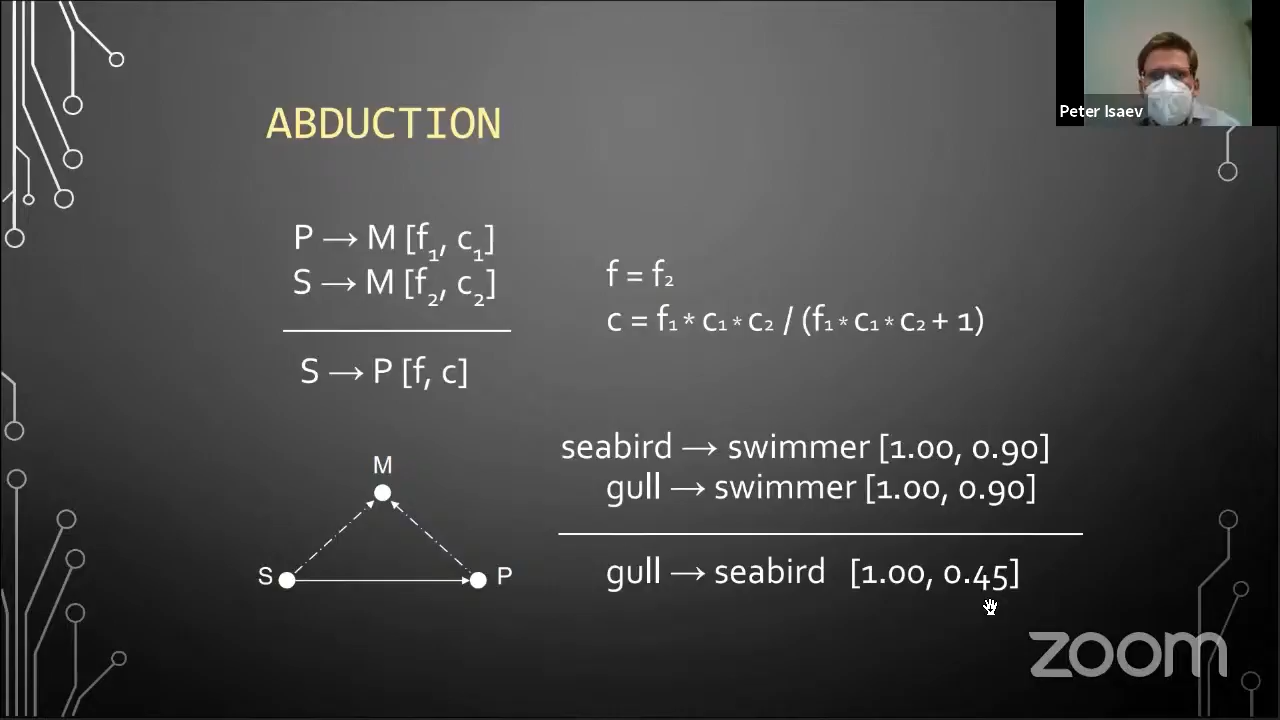 Peter Isaev
ABDUCTION
P → M [f₁, c₁]
S → M [f₂, c₂]
S → P [f, c]
f = f₂
c = f₁ * c₁ * c₂ / (f₁ * c₁ * c₂ + 1)
M
S
P
seabird → swimmer [1.00, 0.90]
gull → swimmer [1.00, 0.90]
gull → seabird [1.00, 0.45]
zoom